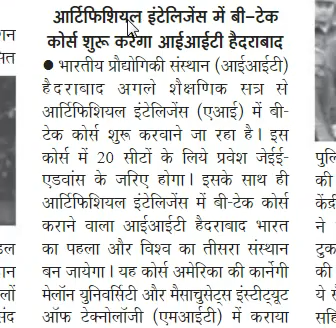 आर्टिफिशियल इंटेलिजेंस में बी-टेक
कोर्स शुरू करेगा आईआईटी हैदराबाद
● भारतीय प्रौद्योगिकी संस्थान (आईआईटी)
हैदराबाद अगले शैक्षणिक सत्र से
आर्टिफिशियल इंटेलिजेंस (एआई) में बी-
टेक कोर्स शुरू करवाने जा रहा है। इस
कोर्स में 20 सीटों के लिये प्रवेश जेईई-
एडवांस के जरिए होगा। इसके साथ ही
आर्टिफिशियल इंटेलिजेंस में बी-टेक कोर्स
कराने वाला आईआईटी हैदराबाद भारत
का पहला और विश्व का तीसरा संस्थान
बन जायेगा। यह कोर्स अमेरिका की कार्नेगी
मेलॉन युनिवर्सिटी और मैसाचुसेट्स इंस्टीट्यूट
ऑफ टेक्नोलॉजी (एमआईटी) में कराया